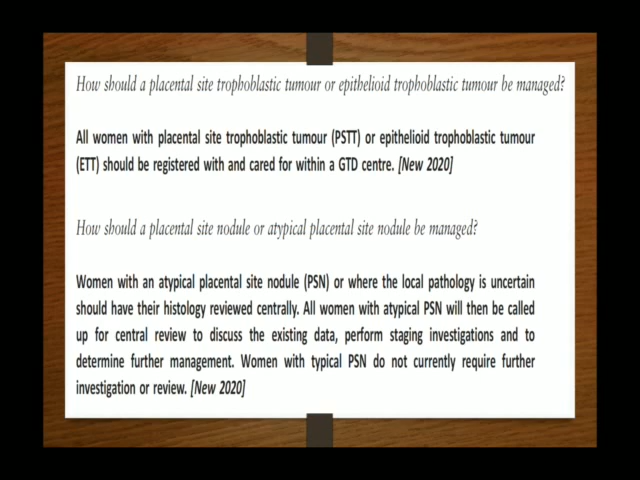 How should a placental site trophoblastic tumour or epithelioid trophoblastic tumour be managed?
All women with placental site trophoblastic tumour (PSTT) or epithelioid trophoblastic tumour
(ETT) should be registered with and cared for within a GTD centre. [New 2020]
How should a placental site nodule or atypical placental site nodule be managed?
Women with an atypical placental site nodule (PSN) or where the local pathology is uncertain
should have their histology reviewed centrally. All women with atypical PSN will then be called
up for central review to discuss the existing data, perform staging investigations and to
determine further management. Women with typical PSN do not currently require further
investigation or review. [New 2020]